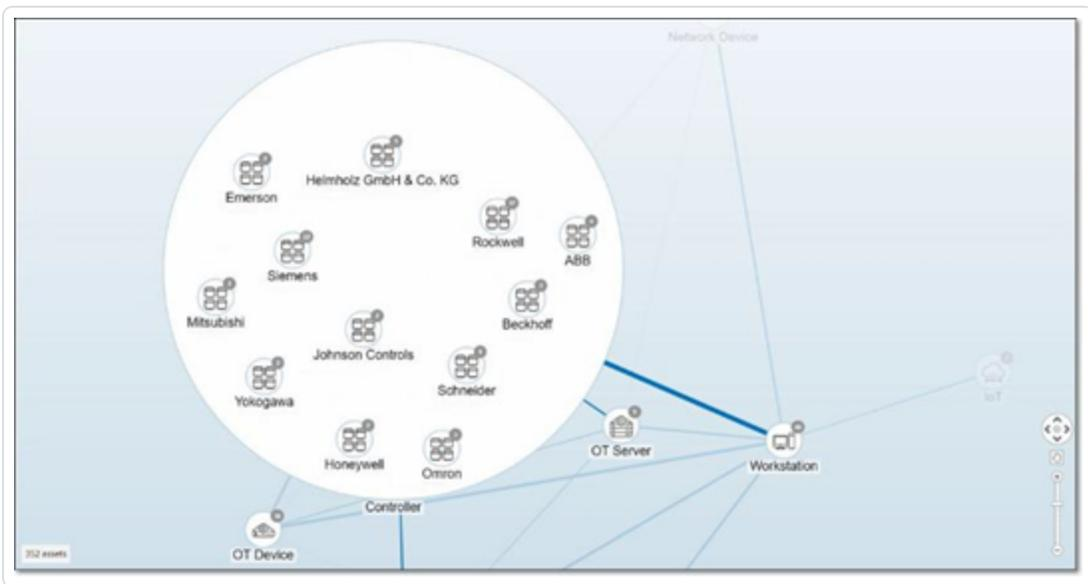 Network Device
Helmholz GmbH & Co. KG
Emerson
Rockwell
ABB
Siemens
Mitsubishi
Beckhoff
Johnson Controls
Schneider
Yokogawa
IoT
Honeywell
Omron
OT Server
Workstation
Controller
OT Device
352 assets